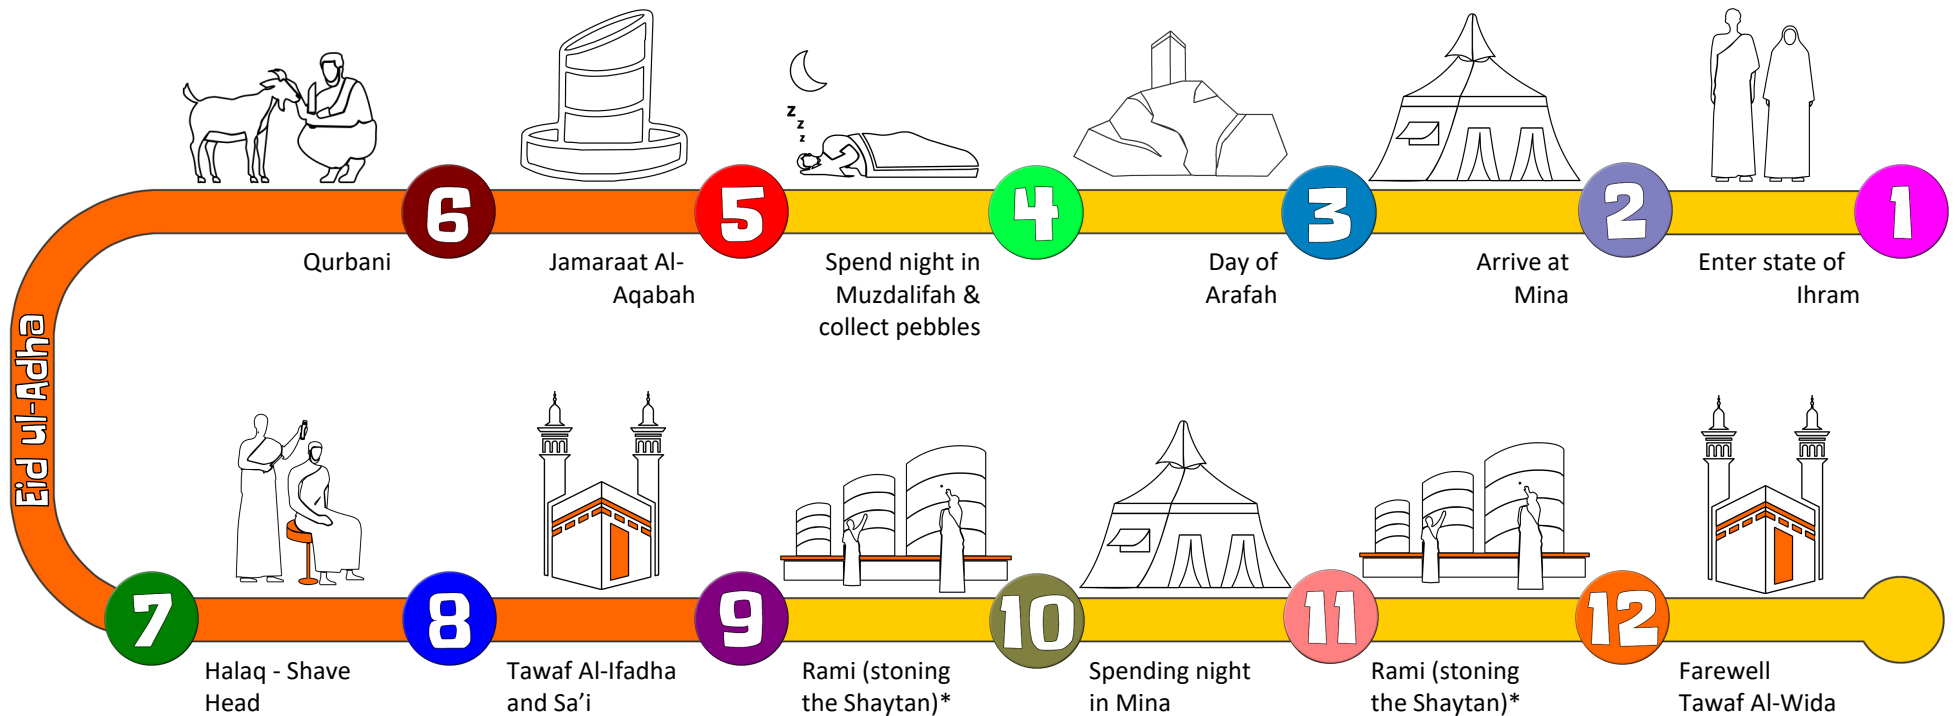 1
Enter state of
Ihram
2
Arrive at
Mina
3
Day of
Arafah
4
z
z
z
Spend night in
Muzdalifah &
collect pebbles
5
Jamaraat Al-
Aqabah
6
Qurbani
Eid ul-Adha
7
Halaq - Shave
Head
8
Tawaf Al-Ifadha
and Sa’i
9
Rami (stoning
the Shaytan)*
10
Spending night
in Mina
11
Rami (stoning
the Shaytan)*
12
Farewell
Tawaf Al-Wida